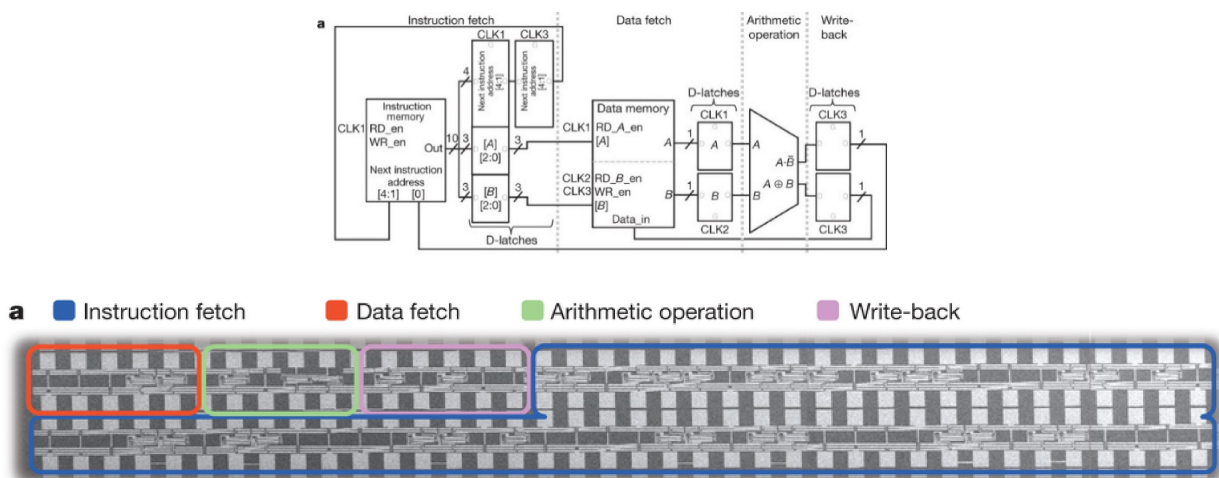 a
Instruction fetch
Data fetch
Arithmetic operation
Write-back
CLK1
CLK3
Next instruction address [4:1]
Next instruction address [4:1]
4
CLK1
Instruction memory
RD_en
WR_en
Out
Next instruction address
[4:1] [0]
10
3
3
[A]
[2:0]
[B]
[2:0]
3
3
D-latches
CLK1
CLK2
CLK3
Data memory
RD_A_en
[A]
RD_B_en
WR_en
[B]
Data_in
A
B
1
1
D-latches
CLK1
A
B
CLK2
A
B
A·B̄
A ⊕ B
D-latches
CLK3
1
1
CLK3
a
Instruction fetch
Data fetch
Arithmetic operation
Write-back